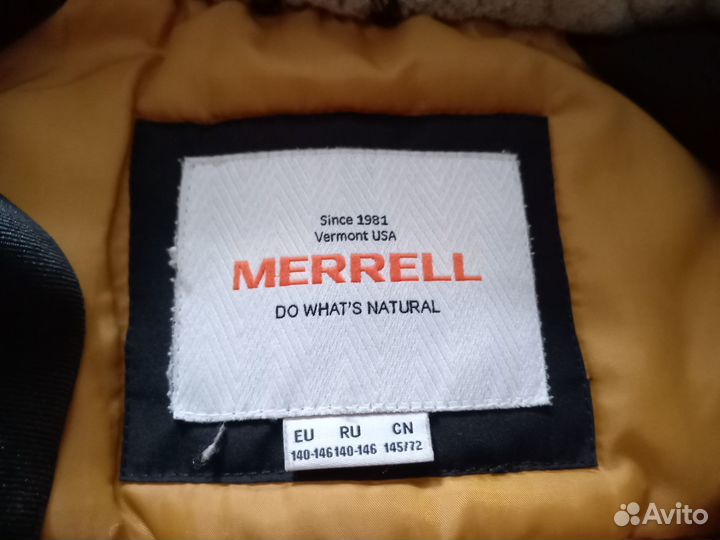 Since 1981
Vermont USA
MERRELL
DO WHAT'S NATURAL
EU RU CN
140-146 140-146 145/72
Avito